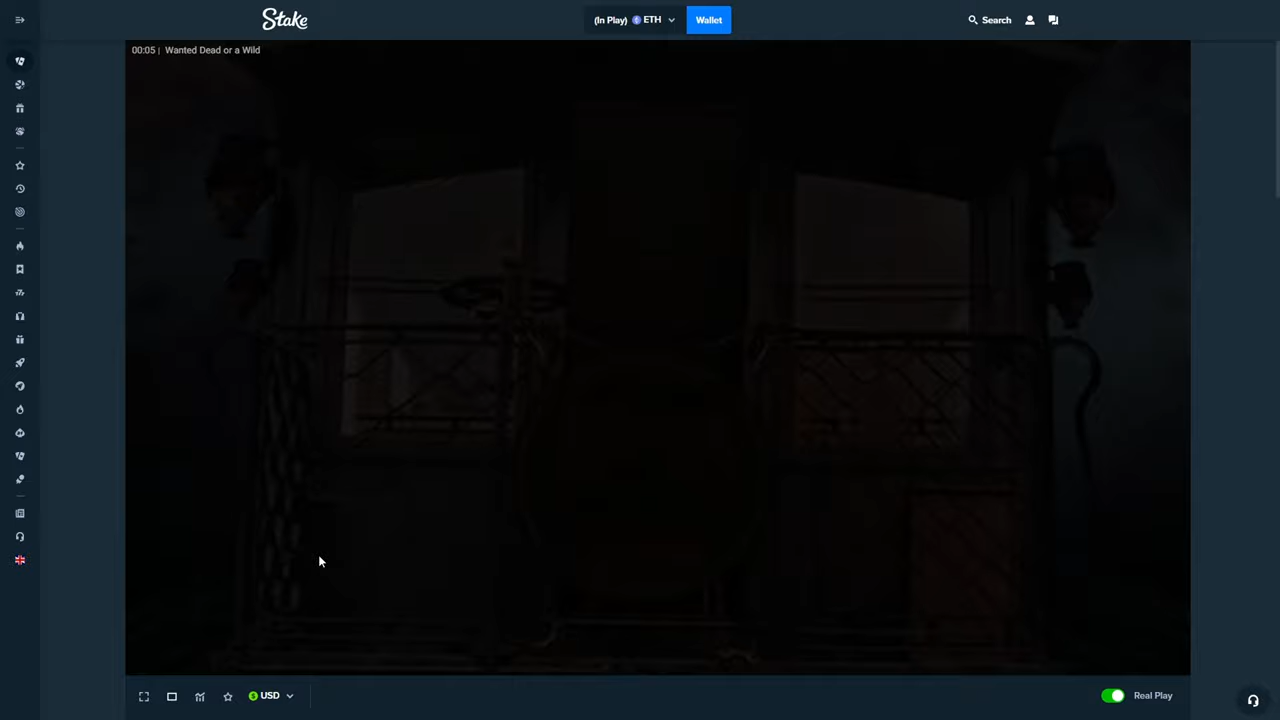 Stake
(In Play) ETH
Wallet
Search
00:05 | Wanted Dead or a Wild
USD
Real Play